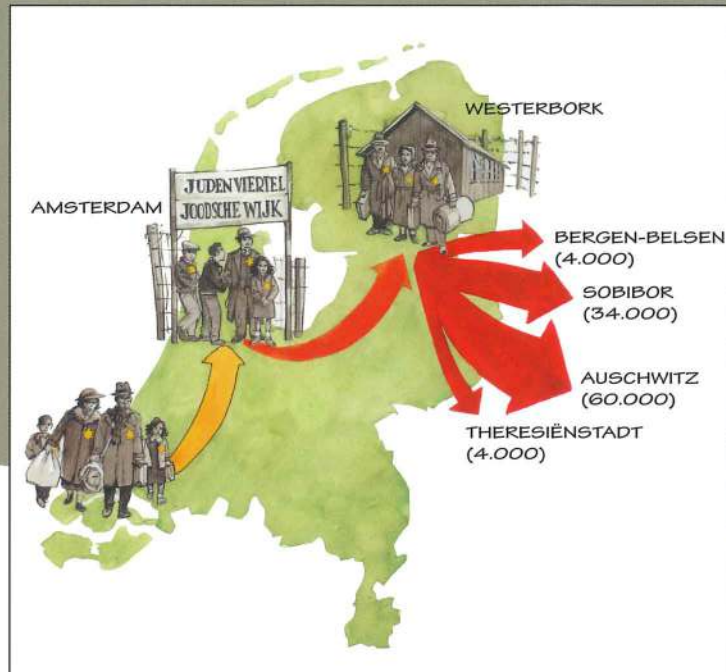 WESTERBORK
AMSTERDAM
JUDEN VIERTEL
JOODSCHE WIJK
BERGEN-BELSEN
(4.000)
SOBIBOR
(34.000)
AUSCHWITZ
(60.000)
THERESIËNSTADT
(4.000)